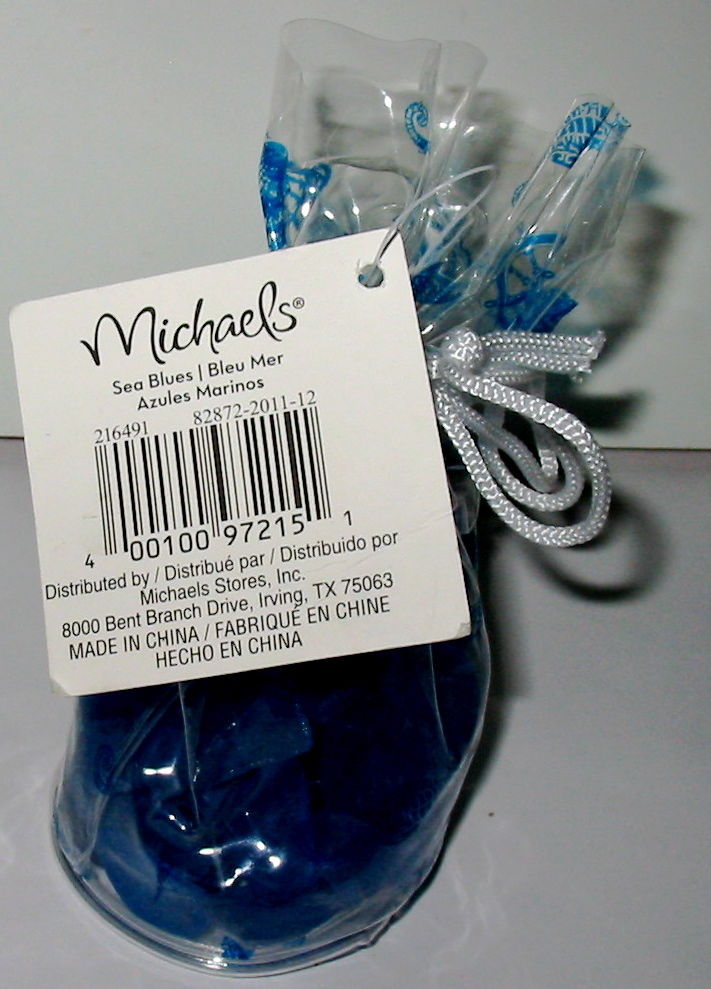 Michaels®
Sea Blues | Bleu Mer
Azules Marinos
216491 82872-2011-12
4 00100 97215 1
Distributed by / Distribué par / Distribuido por
Michaels Stores, Inc.
8000 Bent Branch Drive, Irving, TX 75063
MADE IN CHINA / FABRIQUÉ EN CHINE
HECHO EN CHINA